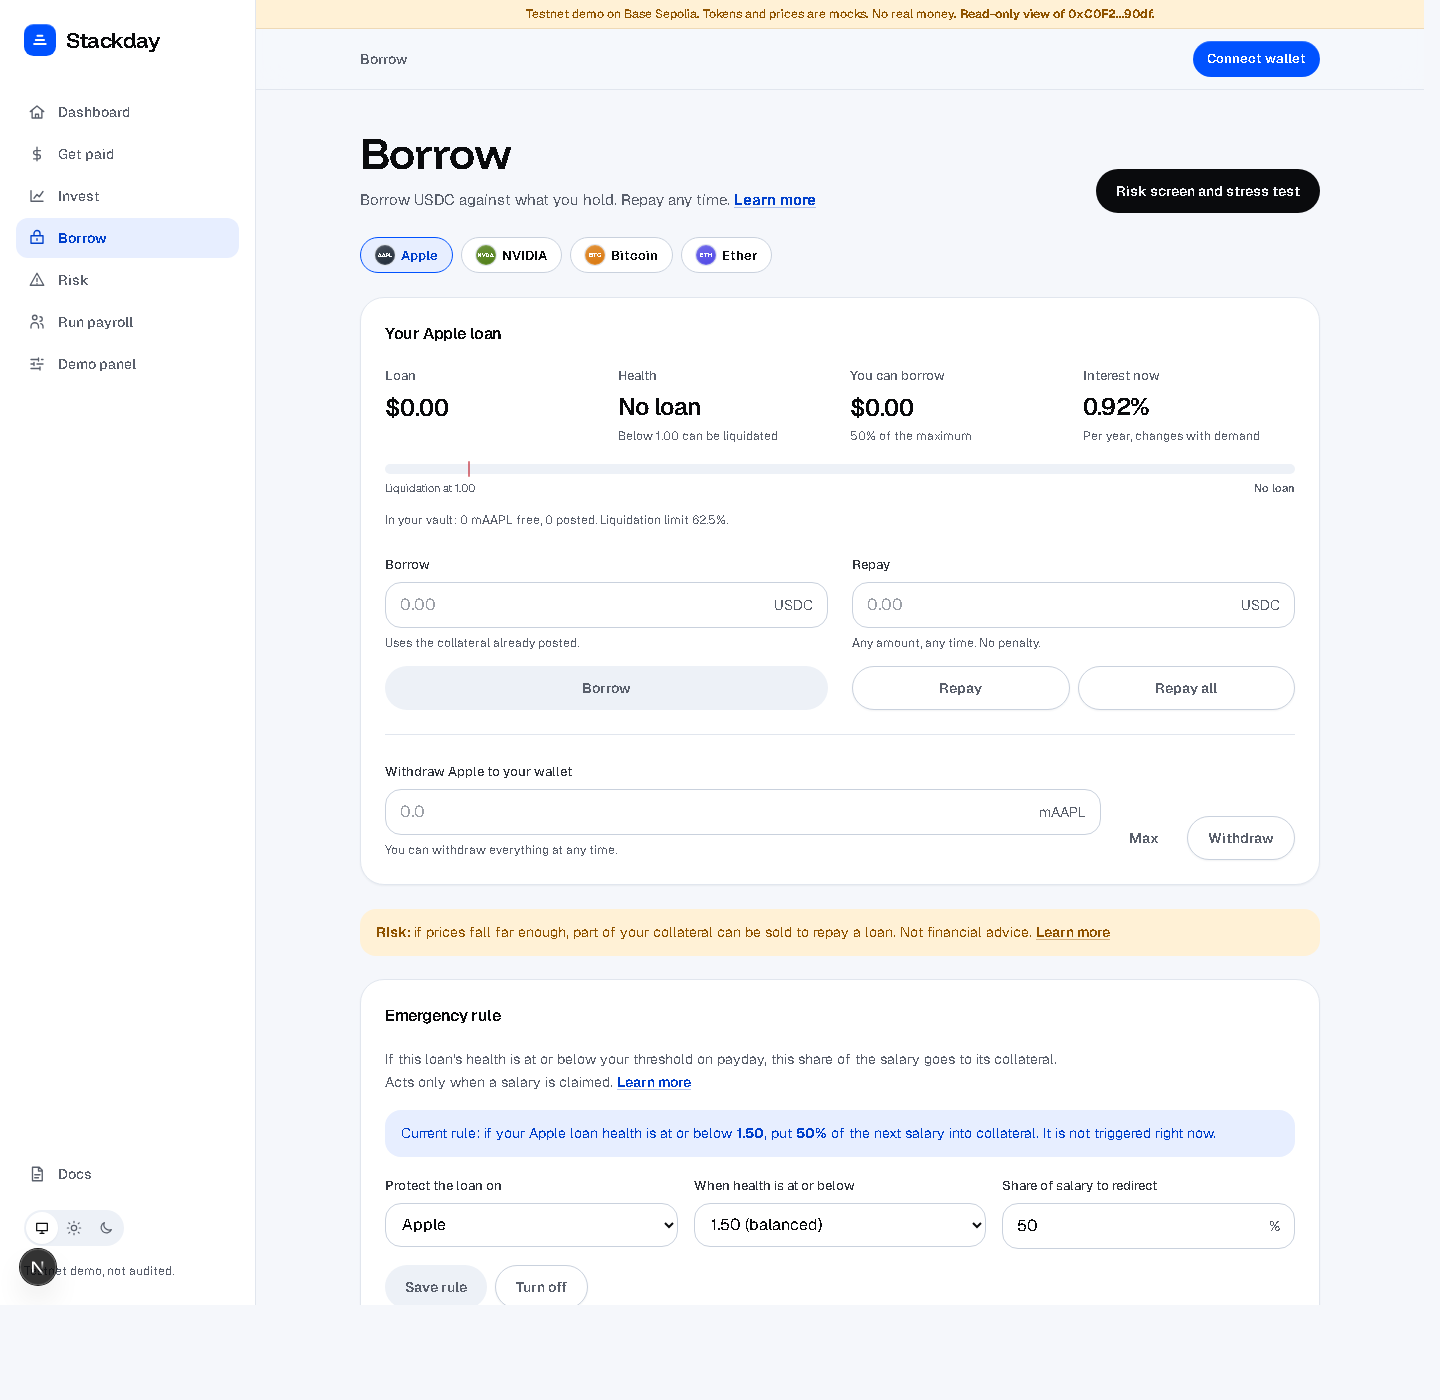 Testnet demo on Base Sepolia. Tokens and prices are mocks. No real money. Read-only view of 0xC0F2…90df.
Stackday
Dashboard
Get paid
Invest
Borrow
Risk
Run payroll
Demo panel
Docs
N
net demo, not audited.
Borrow
Connect wallet
Borrow
Borrow USDC against what you hold. Repay any time. Learn more
Risk screen and stress test
AAPL Apple
NVDA NVIDIA
BTC Bitcoin
ETH Ether
Your Apple loan
Loan
$0.00
Health
No loan
Below 1.00 can be liquidated
You can borrow
$0.00
50% of the maximum
Interest now
0.92%
Per year, changes with demand
Liquidation at 1.00
No loan
In your vault: 0 mAAPL free, 0 posted. Liquidation limit 62.5%.
Borrow
0.00 USDC
Uses the collateral already posted.
Borrow
Repay
0.00 USDC
Any amount, any time. No penalty.
Repay
Repay all
Withdraw Apple to your wallet
0.0 mAAPL
You can withdraw everything at any time.
Max
Withdraw
Risk: if prices fall far enough, part of your collateral can be sold to repay a loan. Not financial advice. Learn more
Emergency rule
If this loan's health is at or below your threshold on payday, this share of the salary goes to its collateral.
Acts only when a salary is claimed. Learn more
Current rule: if your Apple loan health is at or below 1.50, put 50% of the next salary into collateral. It is not triggered right now.
Protect the loan on
Apple
When health is at or below
1.50 (balanced)
Share of salary to redirect
50 %
Save rule
Turn off